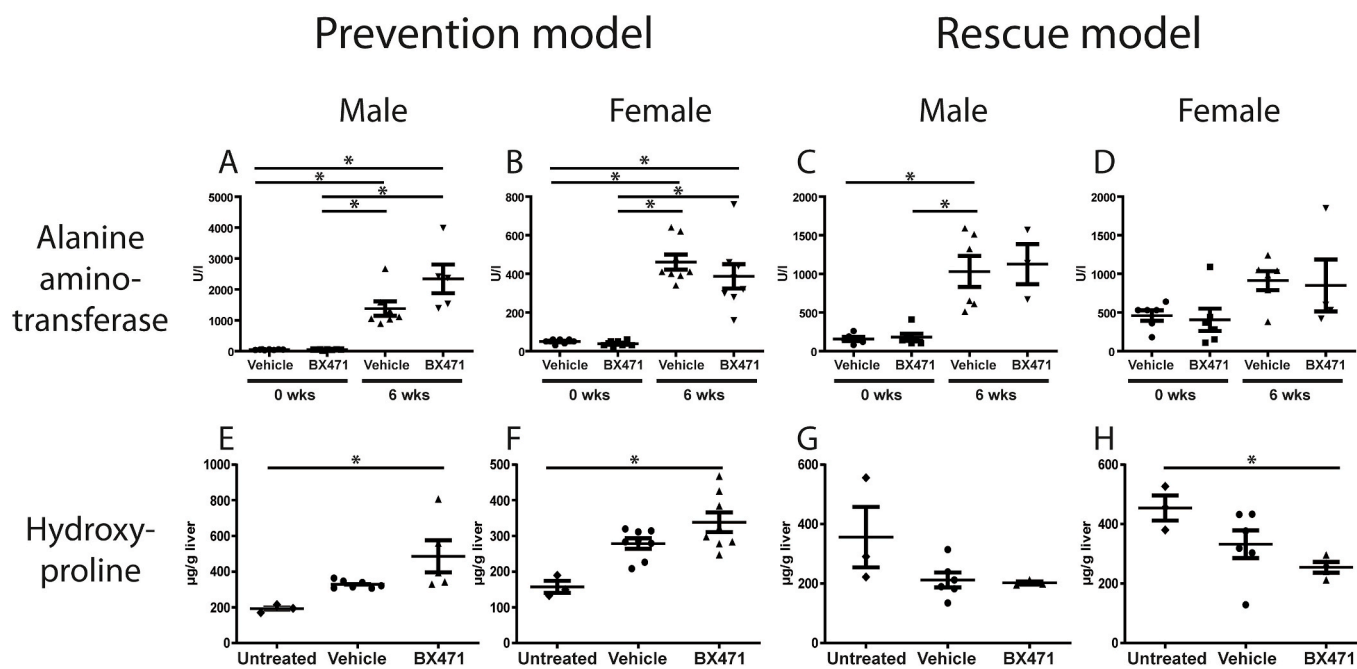 Prevention model
Rescue model
Male
Female
Male
Female
Alanine
amino-
transferase
A
*
*
*
*
5000
4000
3000
2000
1000
0
U/l
Vehicle BX471 Vehicle BX471
0 wks 6 wks
B
*
*
*
*
800
600
400
200
0
U/l
Vehicle BX471 Vehicle BX471
0 wks 6 wks
C
*
*
2000
1500
1000
500
0
U/l
Vehicle BX471 Vehicle BX471
0 wks 6 wks
D
2000
1500
1000
500
0
U/l
Vehicle BX471 Vehicle BX471
0 wks 6 wks
Hydroxy-
proline
E
*
1000
800
600
400
200
0
µg/g liver
Untreated Vehicle BX471
F
*
500
400
300
200
100
0
µg/g liver
Untreated Vehicle BX471
G
600
400
200
0
µg/g liver
Untreated Vehicle BX471
H
*
600
400
200
0
µg/g liver
Untreated Vehicle BX471